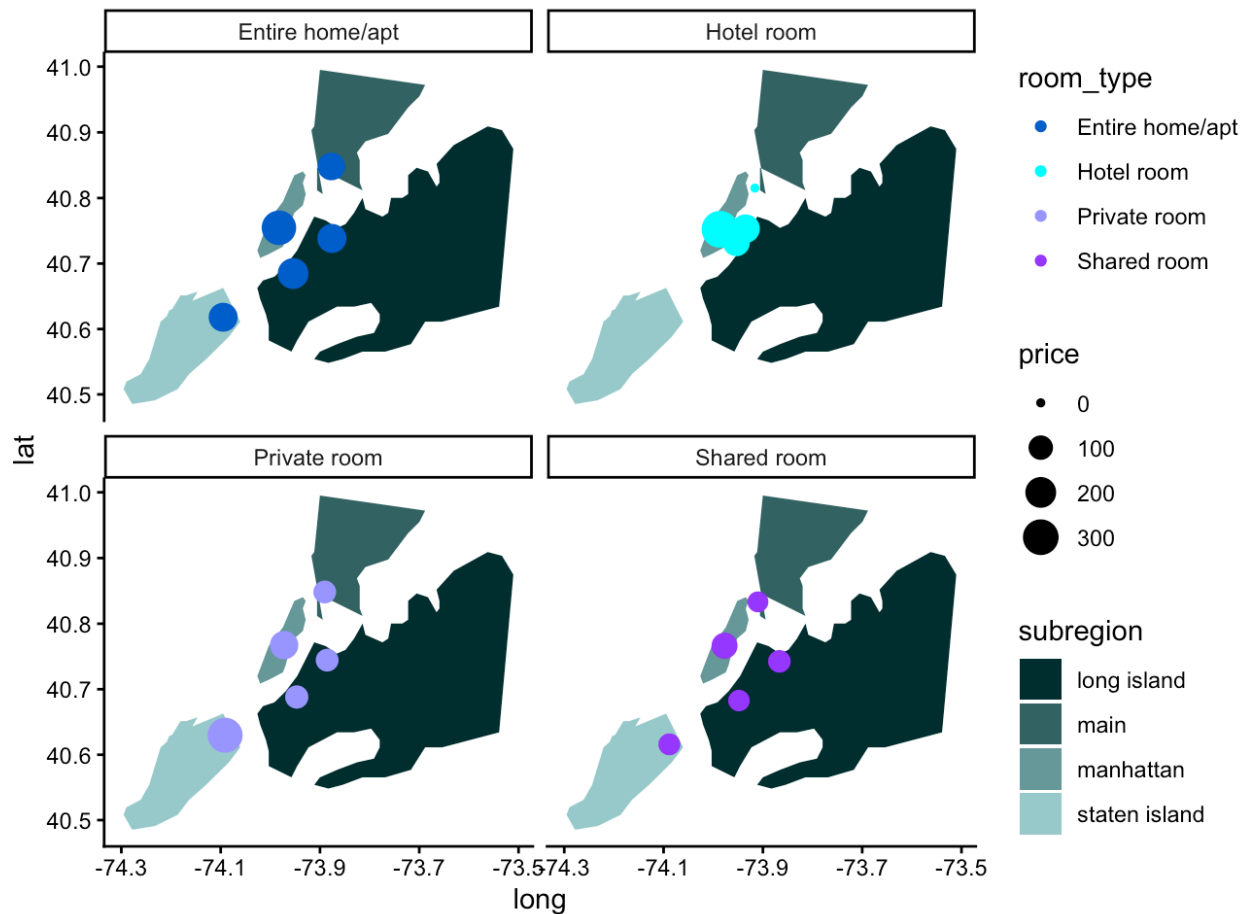 Entire home/apt
Hotel room
41.0
40.9
40.8
40.7
40.6
40.5
Private room
Shared room
41.0
40.9
40.8
40.7
40.6
40.5
lat
-74.3 -74.1 -73.9 -73.7 -73.5
-74.3 -74.1 -73.9 -73.7 -73.5
long
room_type
Entire home/apt
Hotel room
Private room
Shared room
price
0
100
200
300
subregion
long island
main
manhattan
staten island